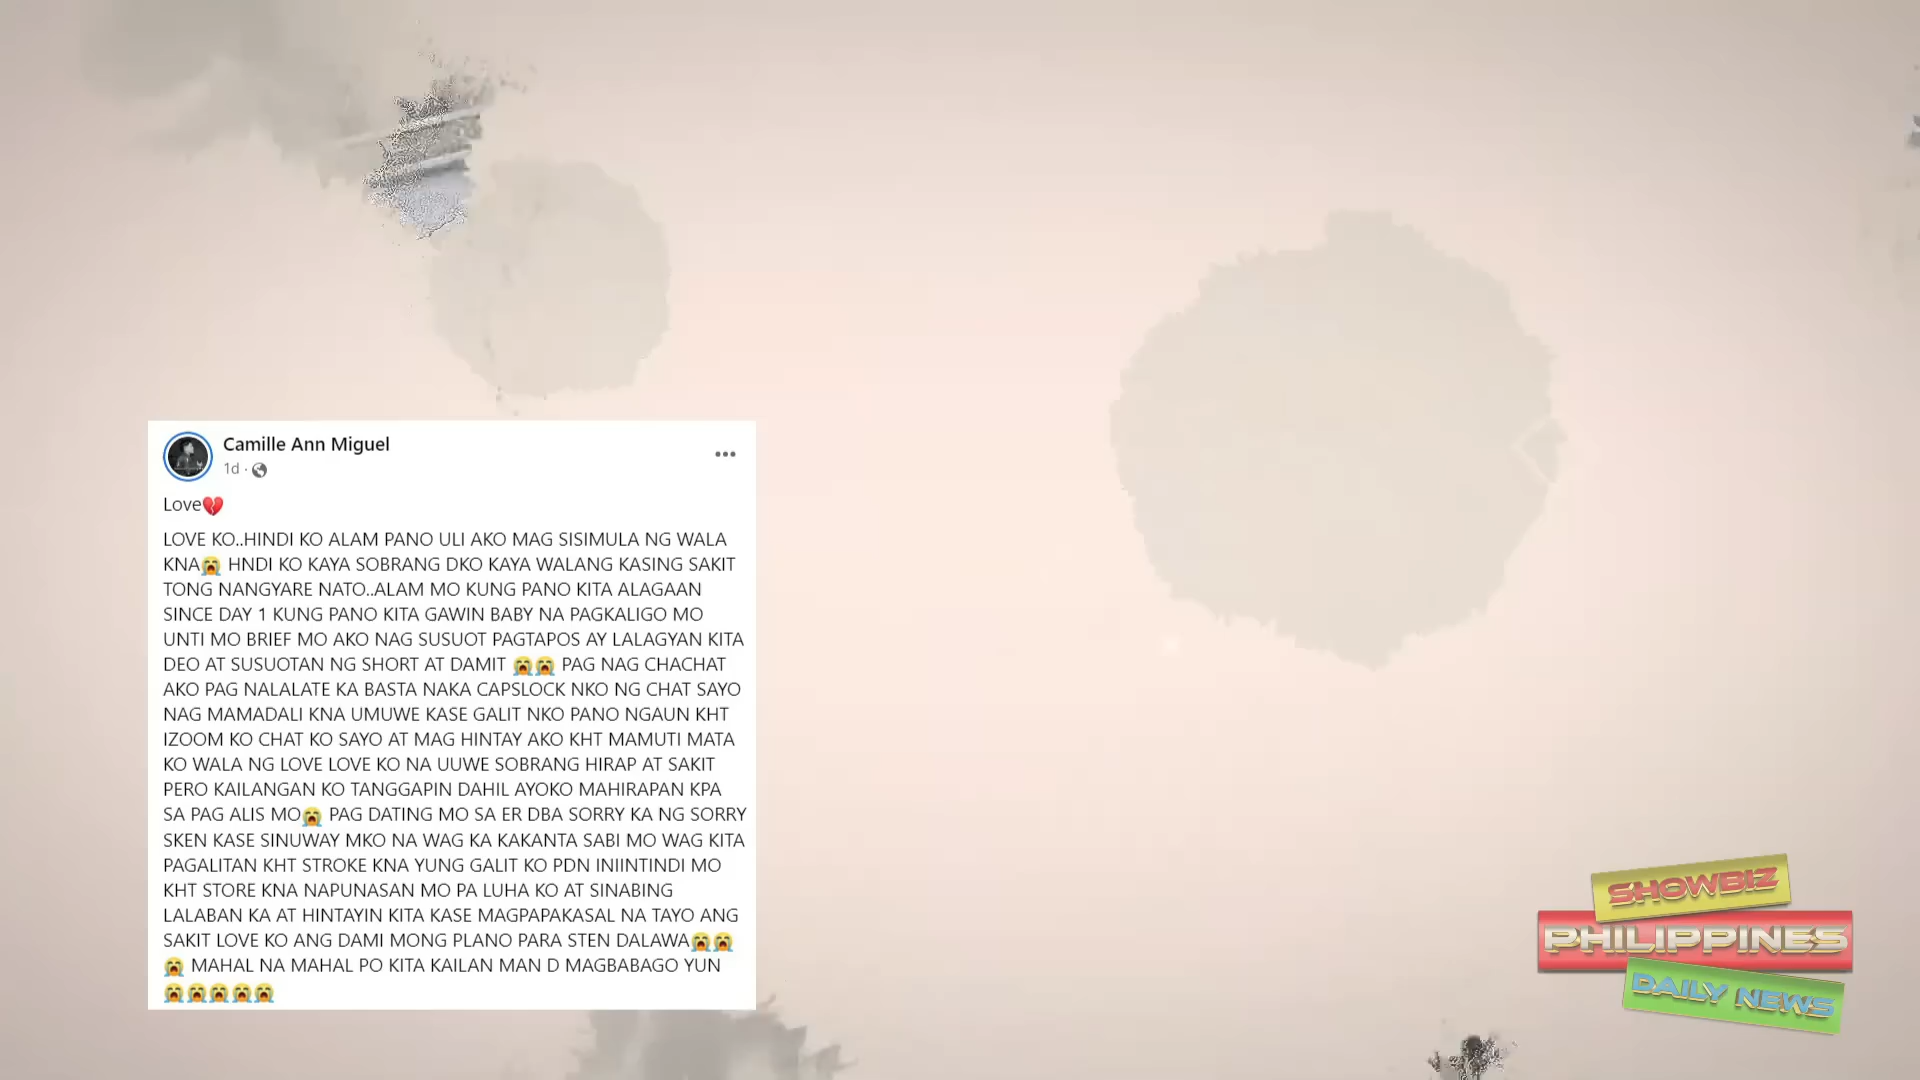 Camille Ann Miguel
1d ·
Love💔
LOVE KO..HINDI KO ALAM PANO ULI AKO MAG SISIMULA NG WALA
KNA😭 HNDI KO KAYA SOBRANG DKO KAYA WALANG KASING SAKIT
TONG NANGYARE NATO..ALAM MO KUNG PANO KITA ALAGAAN
SINCE DAY 1 KUNG PANO KITA GAWIN BABY NA PAGKALIGO MO
UNTI MO BRIEF MO AKO NAG SUSUOT PAGTAPOS AY LALAGYAN KITA
DEO AT SUSUOTAN NG SHORT AT DAMIT 😭😭 PAG NAG CHACHAT
AKO PAG NALALATE KA BASTA NAKA CAPSLOCK NKO NG CHAT SAYO
NAG MAMADALI KNA UMUWE KASE GALIT NKO PANO NGAUN KHT
IZOOM KO CHAT KO SAYO AT MAG HINTAY AKO KHT MAMUTI MATA
KO WALA NG LOVE LOVE KO NA UUWE SOBRANG HIRAP AT SAKIT
PERO KAILANGAN KO TANGGAPIN DAHIL AYOKO MAHIRAPAN KPA
SA PAG ALIS MO😭 PAG DATING MO SA ER DBA SORRY KA NG SORRY
SKEN KASE SINUWAY MKO NA WAG KA KAKANTA SABI MO WAG KITA
PAGALITAN KHT STROKE KNA YUNG GALIT KO PDN INIINTINDI MO
KHT STORE KNA NAPUNASAN MO PA LUHA KO AT SINABING
LALABAN KA AT HINTAYIN KITA KASE MAGPAPAKASAL NA TAYO ANG
SAKIT LOVE KO ANG DAMI MONG PLANO PARA STEN DALAWA😭😭
😭 MAHAL NA MAHAL PO KITA KAILAN MAN D MAGBABAGO YUN
😭😭😭😭😭
SHOWBIZ
PHILIPPINES
DAILY NEWS